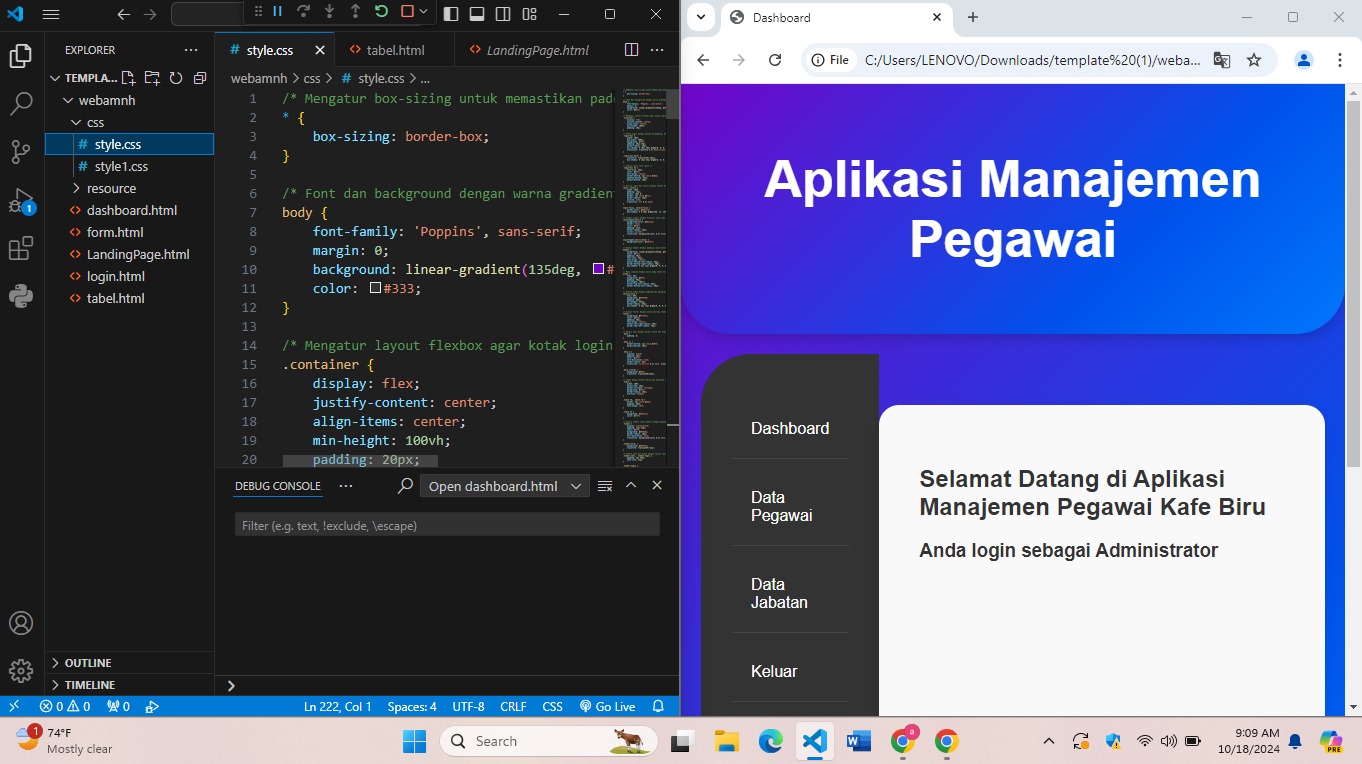 EXPLORER
TEMPLA...
webamnh
css
# style.css
# style1.css
resource
<> dashboard.html
<> form.html
<> LandingPage.html
<> login.html
<> tabel.html
OUTLINE
TIMELINE
1
# style.css
<> tabel.html
<> LandingPage.html
webamnh > css > # style.css > ...
1 /* Mengatur box-sizing untuk memastikan pad
2 * {
3 box-sizing: border-box;
4 }
5
6 /* Font dan background dengan warna gradient
7 body {
8 font-family: 'Poppins', sans-serif;
9 margin: 0;
10 background: linear-gradient(135deg, #
11 color: #333;
12 }
13
14 /* Mengatur layout flexbox agar kotak login
15 .container {
16 display: flex;
17 justify-content: center;
18 align-items: center;
19 min-height: 100vh;
20 padding: 20px;
DEBUG CONSOLE
Open dashboard.html
Filter (e.g. text, !exclude, \escape)
0 0 0 Ln 222, Col 1 Spaces: 4 UTF-8 CRLF CSS Go Live
Dashboard
File C:/Users/LENOVO/Downloads/template%20(1)/weba...
Aplikasi Manajemen
Pegawai
Dashboard
Data
Pegawai
Data
Jabatan
Keluar
Selamat Datang di Aplikasi
Manajemen Pegawai Kafe Biru
Anda login sebagai Administrator
1
74°F
Mostly clear
Search
a
9:09 AM
10/18/2024
PRE